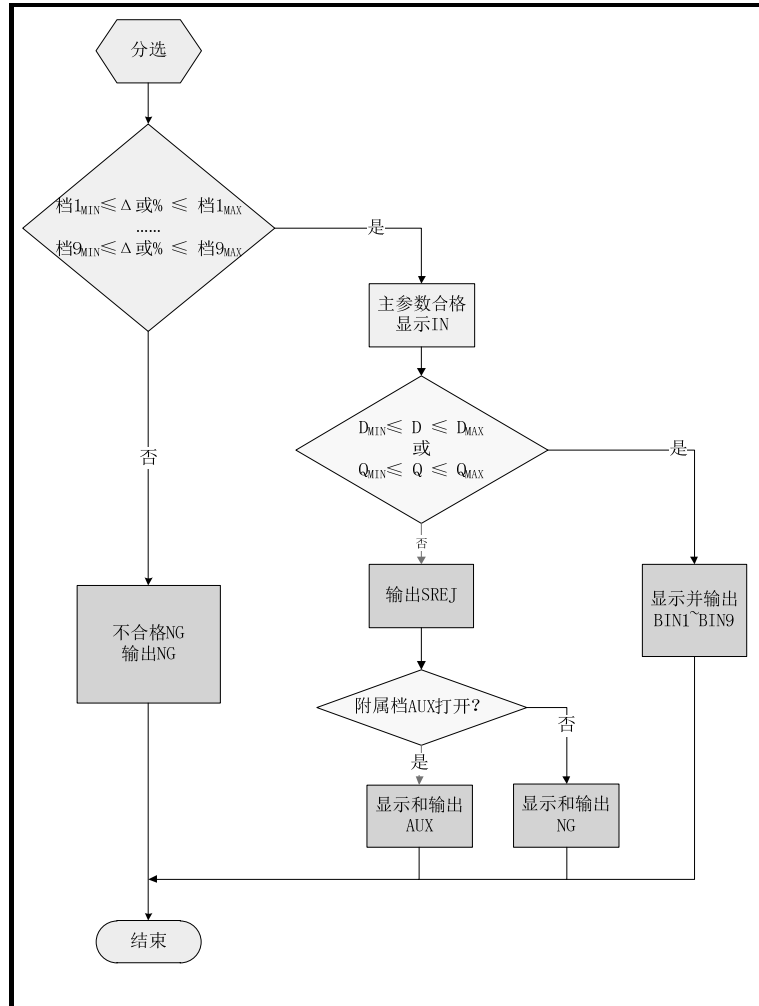 分选
档1MIN≤ Δ 或% ≤ 档1MAX
……
档9MIN≤ Δ 或% ≤ 档9MAX
是
主参数合格
显示IN
DMIN≤ D ≤ DMAX
或
QMIN≤ Q ≤ QMAX
是
否
否
输出SREJ
显示并输出
BIN1~BIN9
不合格NG
输出NG
附属档AUX打开?
否
是
显示和输出
AUX
显示和输出
NG
结束